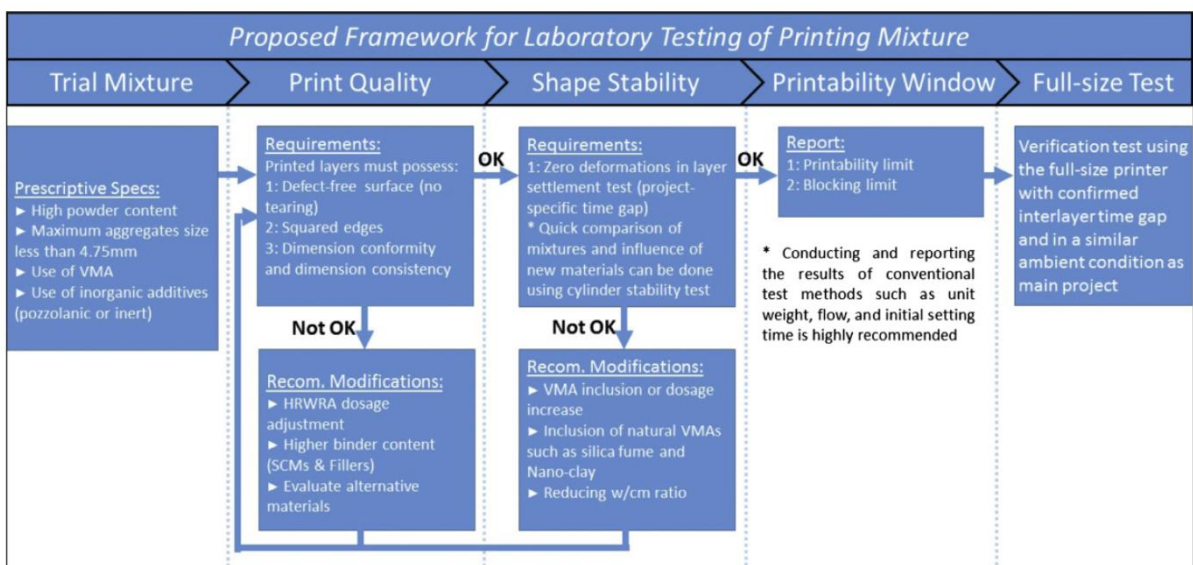 Proposed Framework for Laboratory Testing of Printing Mixture
Trial Mixture
Print Quality
Shape Stability
Printability Window
Full-size Test
Prescriptive Specs:
► High powder content
► Maximum aggregates size
less than 4.75mm
► Use of VMA
► Use of inorganic additives
(pozzolanic or inert)
Requirements:
Printed layers must possess:
1: Defect-free surface (no
tearing)
2: Squared edges
3: Dimension conformity
and dimension consistency
OK
Not OK
Recom. Modifications:
► HRWRA dosage
adjustment
► Higher binder content
(SCMs & Fillers)
► Evaluate alternative
materials
Requirements:
1: Zero deformations in layer
settlement test (project-
specific time gap)
* Quick comparison of
mixtures and influence of
new materials can be done
using cylinder stability test
OK
Not OK
Recom. Modifications:
► VMA inclusion or dosage
increase
► Inclusion of natural VMAs
such as silica fume and
Nano-clay
► Reducing w/cm ratio
Report:
1: Printability limit
2: Blocking limit
* Conducting and reporting
the results of conventional
test methods such as unit
weight, flow, and initial setting
time is highly recommended
Verification test using
the full-size printer
with confirmed
interlayer time gap
and in a similar
ambient condition as
main project